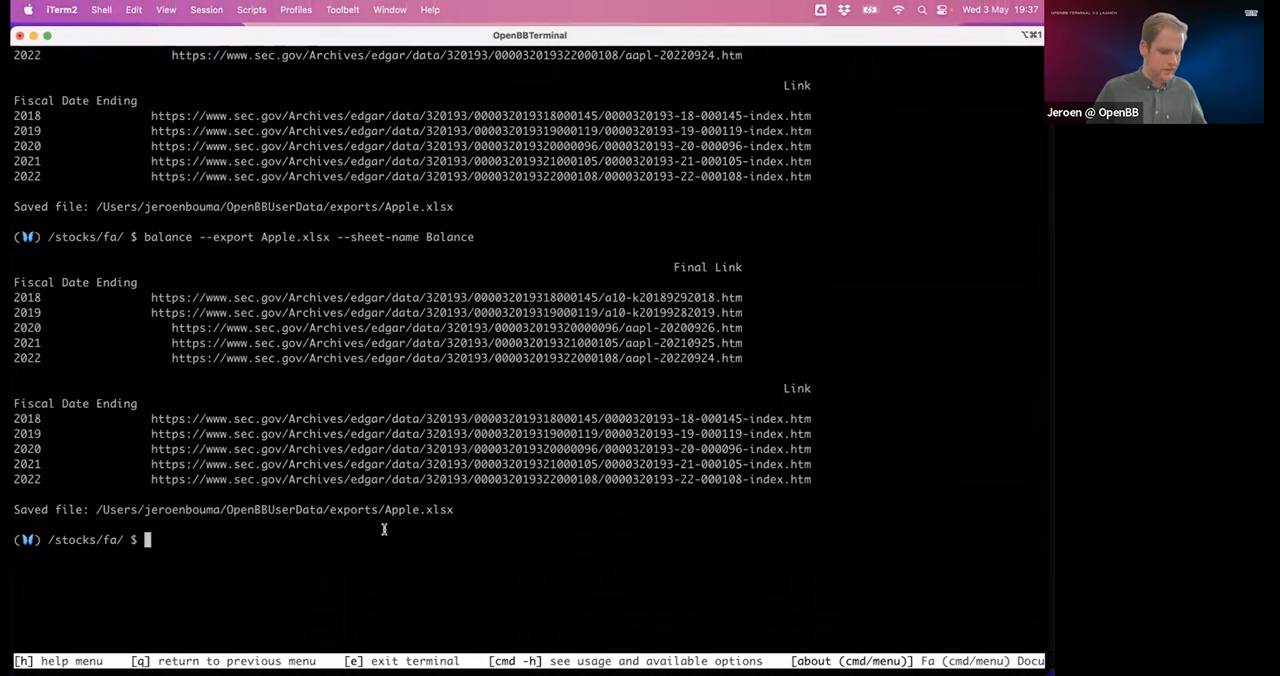 iTerm2 Shell Edit View Session Scripts Profiles Toolbelt Window Help Wed 3 May 19:37
OpenBBTerminal ⌥⌘1
OPENBB TERMINAL 3.0 LAUNCH
Jeroen @ OpenBB
2022 https://www.sec.gov/Archives/edgar/data/320193/000032019322000108/aapl-20220924.htm
Link
Fiscal Date Ending
2018 https://www.sec.gov/Archives/edgar/data/320193/000032019318000145/0000320193-18-000145-index.htm
2019 https://www.sec.gov/Archives/edgar/data/320193/000032019319000119/0000320193-19-000119-index.htm
2020 https://www.sec.gov/Archives/edgar/data/320193/000032019320000096/0000320193-20-000096-index.htm
2021 https://www.sec.gov/Archives/edgar/data/320193/000032019321000105/0000320193-21-000105-index.htm
2022 https://www.sec.gov/Archives/edgar/data/320193/000032019322000108/0000320193-22-000108-index.htm
Saved file: /Users/jeroenbouma/OpenBBUserData/exports/Apple.xlsx
(🦋) /stocks/fa/ $ balance --export Apple.xlsx --sheet-name Balance
Final Link
Fiscal Date Ending
2018 https://www.sec.gov/Archives/edgar/data/320193/000032019318000145/a10-k20189292018.htm
2019 https://www.sec.gov/Archives/edgar/data/320193/000032019319000119/a10-k20199282019.htm
2020 https://www.sec.gov/Archives/edgar/data/320193/000032019320000096/aapl-20200926.htm
2021 https://www.sec.gov/Archives/edgar/data/320193/000032019321000105/aapl-20210925.htm
2022 https://www.sec.gov/Archives/edgar/data/320193/000032019322000108/aapl-20220924.htm
Link
Fiscal Date Ending
2018 https://www.sec.gov/Archives/edgar/data/320193/000032019318000145/0000320193-18-000145-index.htm
2019 https://www.sec.gov/Archives/edgar/data/320193/000032019319000119/0000320193-19-000119-index.htm
2020 https://www.sec.gov/Archives/edgar/data/320193/000032019320000096/0000320193-20-000096-index.htm
2021 https://www.sec.gov/Archives/edgar/data/320193/000032019321000105/0000320193-21-000105-index.htm
2022 https://www.sec.gov/Archives/edgar/data/320193/000032019322000108/0000320193-22-000108-index.htm
Saved file: /Users/jeroenbouma/OpenBBUserData/exports/Apple.xlsx
(🦋) /stocks/fa/ $
[h] help menu [q] return to previous menu [e] exit terminal [cmd -h] see usage and available options [about (cmd/menu)] Fa (cmd/menu) Docu